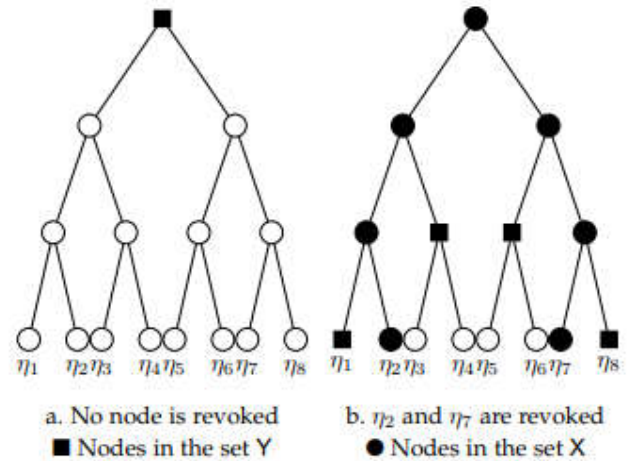 η1 η2 η3 η4 η5 η6 η7 η8
η1 η2 η3 η4 η5 η6 η7 η8
a. No node is revoked
■ Nodes in the set Y
b. η2 and η7 are revoked
● Nodes in the set X